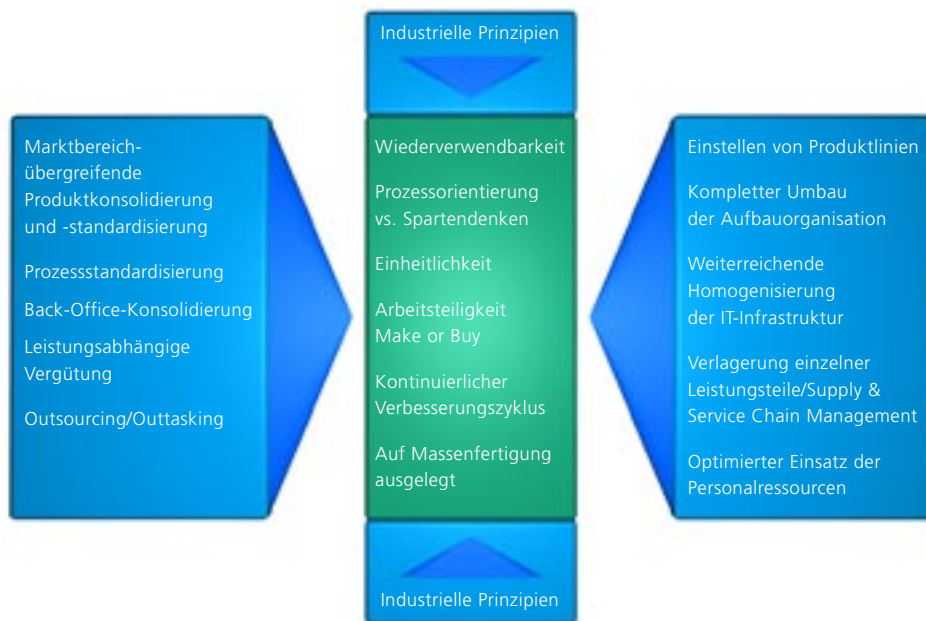 Industrielle Prinzipien
Marktbereich-
übergreifende
Produktkonsolidierung
und -standardisierung
Prozessstandardisierung
Back-Office-Konsolidierung
Leistungsabhängige
Vergütung
Outsourcing/Outtasking
Wiederverwendbarkeit
Prozessorientierung
vs. Spartendenken
Einheitlichkeit
Arbeitsteiligkeit
Make or Buy
Kontinuierlicher
Verbesserungszyklus
Auf Massenfertigung
ausgelegt
Einstellen von Produktlinien
Kompletter Umbau
der Aufbauorganisation
Weiterreichende
Homogenisierung
der IT-Infrastruktur
Verlagerung einzelner
Leistungsteile/Supply &
Service Chain Management
Optimierter Einsatz der
Personalressourcen
Industrielle Prinzipien